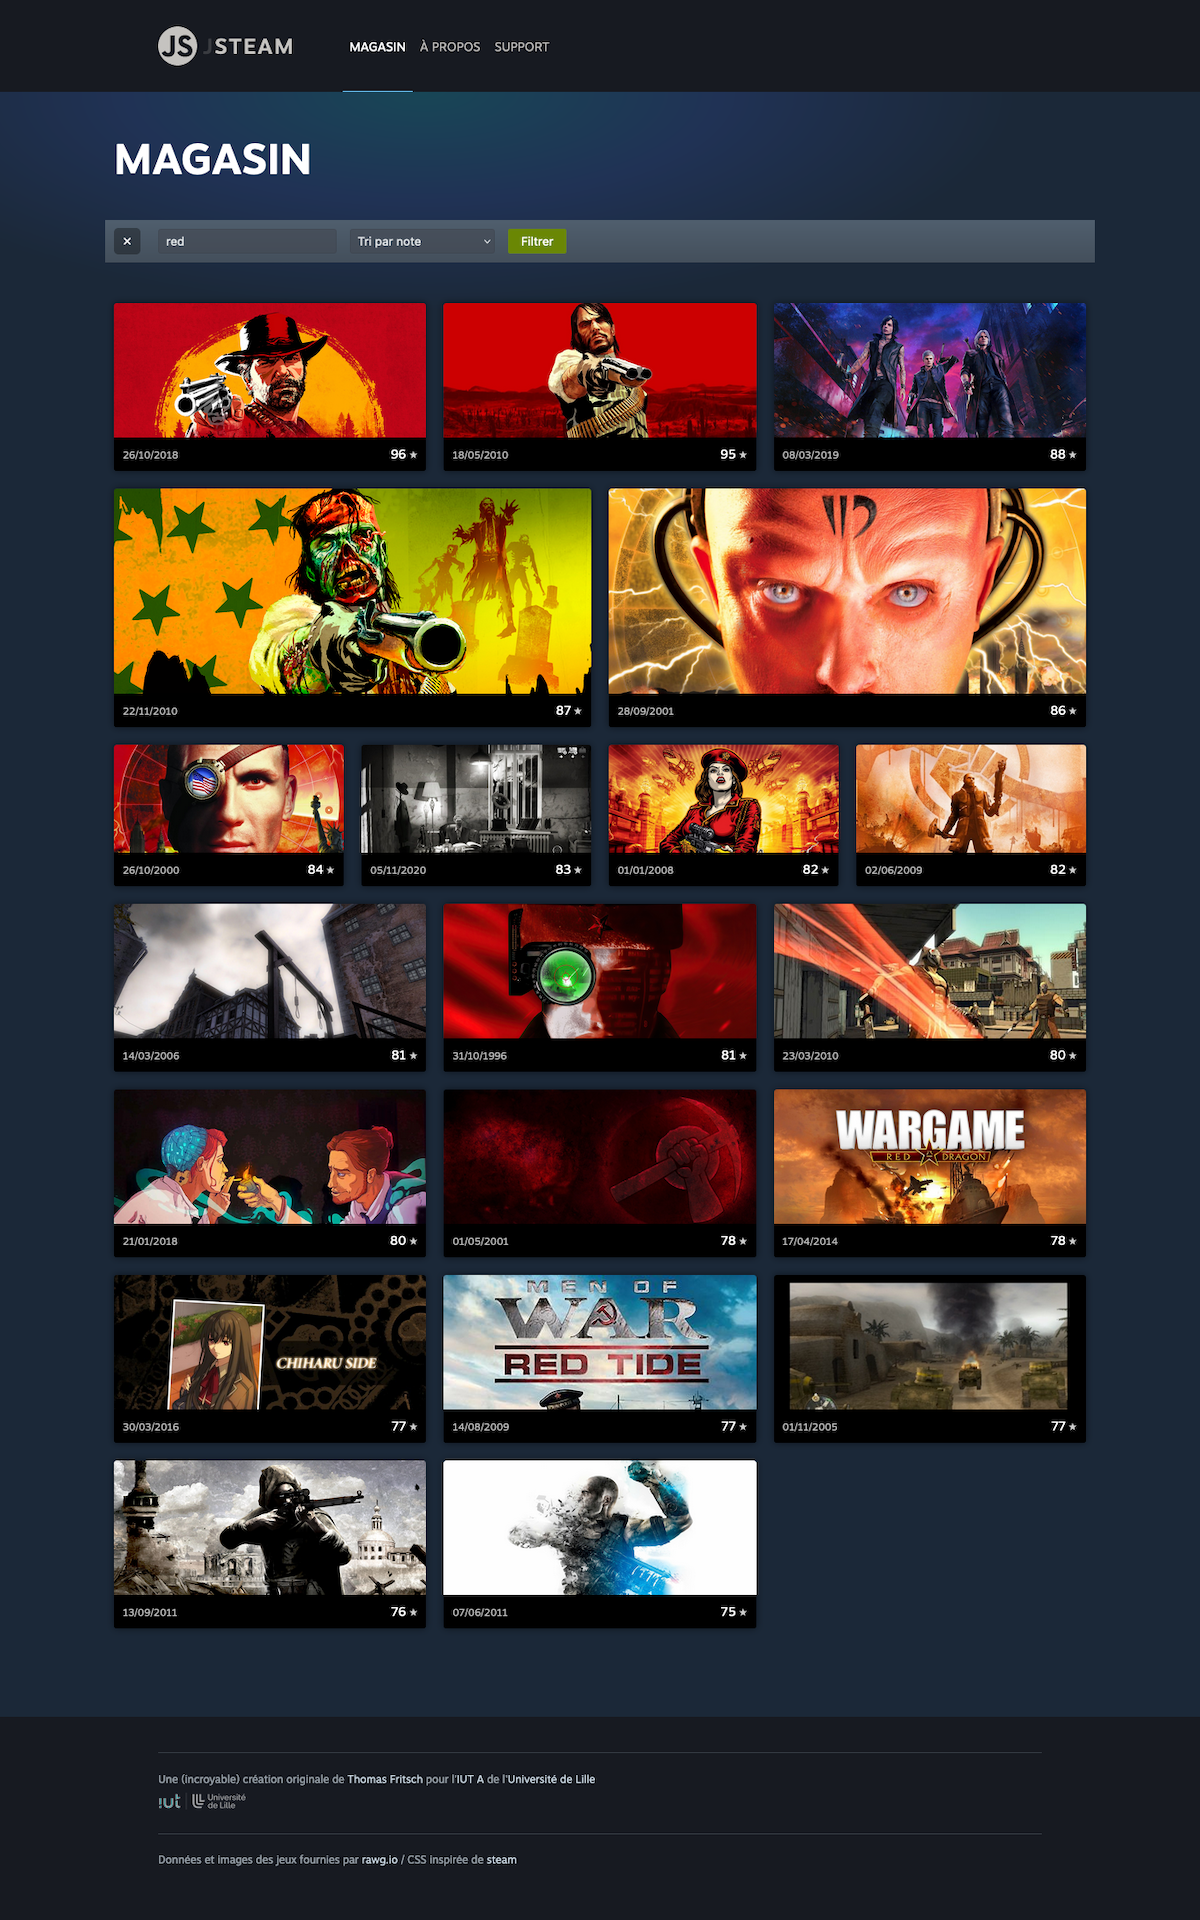 JS JSTEAM
MAGASIN À PROPOS SUPPORT
MAGASIN
✕ red Tri par note Filtrer
26/10/2018 96 ★
18/05/2010 95 ★
08/03/2019 88 ★
22/11/2010 87 ★
28/09/2001 86 ★
26/10/2000 84 ★
05/11/2020 83 ★
01/01/2008 82 ★
02/06/2009 82 ★
14/03/2006 81 ★
31/10/1996 81 ★
23/03/2010 80 ★
21/01/2018 80 ★
01/05/2001 78 ★
WARGAME
RED DRAGON
17/04/2014 78 ★
CHIHARU SIDE
30/03/2016 77 ★
MEN OF
WAR
RED TIDE
14/08/2009 77 ★
01/11/2005 77 ★
13/09/2011 76 ★
07/06/2011 75 ★
Une (incroyable) création originale de Thomas Fritsch pour l'IUT A de l'Université de Lille
iut Université
de Lille
Données et images des jeux fournies par rawg.io / CSS inspirée de steam